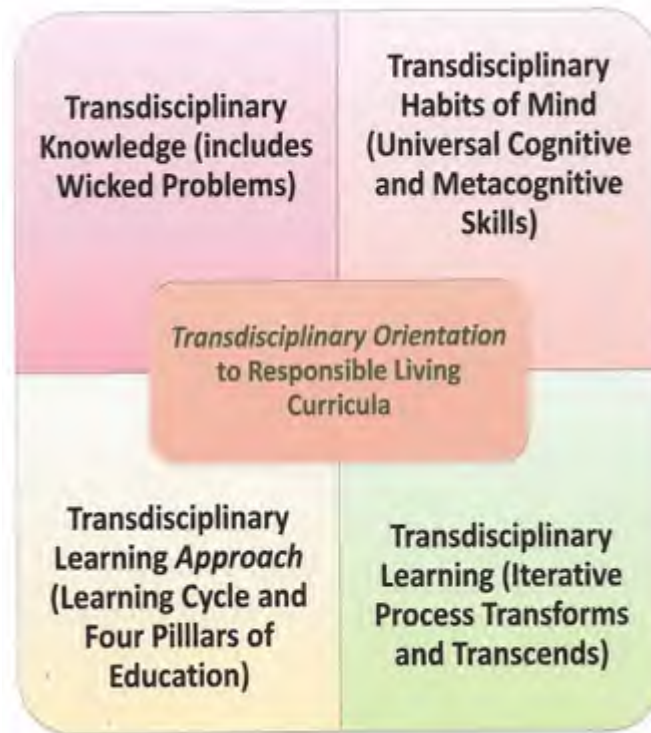 Transdisciplinary
Knowledge (includes
Wicked Problems)
Transdisciplinary
Habits of Mind
(Universal Cognitive
and Metacognitive
Skills)
Transdisciplinary Orientation
to Responsible Living
Curricula
Transdisciplinary
Learning Approach
(Learning Cycle and
Four Pilllars of
Education)
Transdisciplinary
Learning (Iterative
Process Transforms
and Transcends)